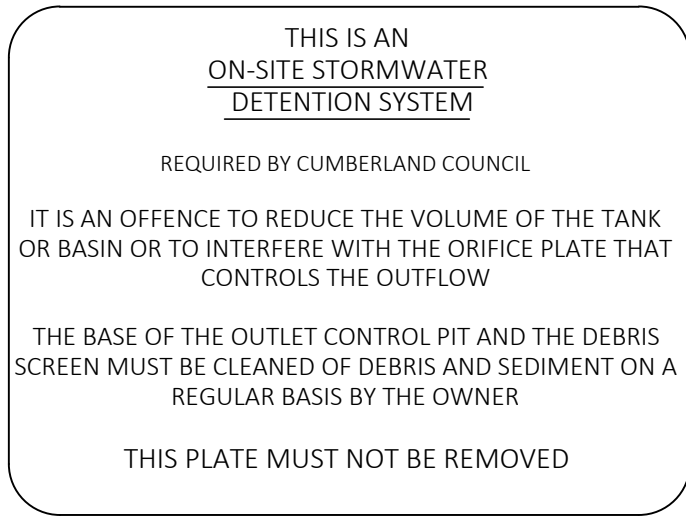 THIS IS AN
ON-SITE STORMWATER
DETENTION SYSTEM
REQUIRED BY CUMBERLAND COUNCIL
IT IS AN OFFENCE TO REDUCE THE VOLUME OF THE TANK
OR BASIN OR TO INTERFERE WITH THE ORIFICE PLATE THAT
CONTROLS THE OUTFLOW
THE BASE OF THE OUTLET CONTROL PIT AND THE DEBRIS
SCREEN MUST BE CLEANED OF DEBRIS AND SEDIMENT ON A
REGULAR BASIS BY THE OWNER
THIS PLATE MUST NOT BE REMOVED